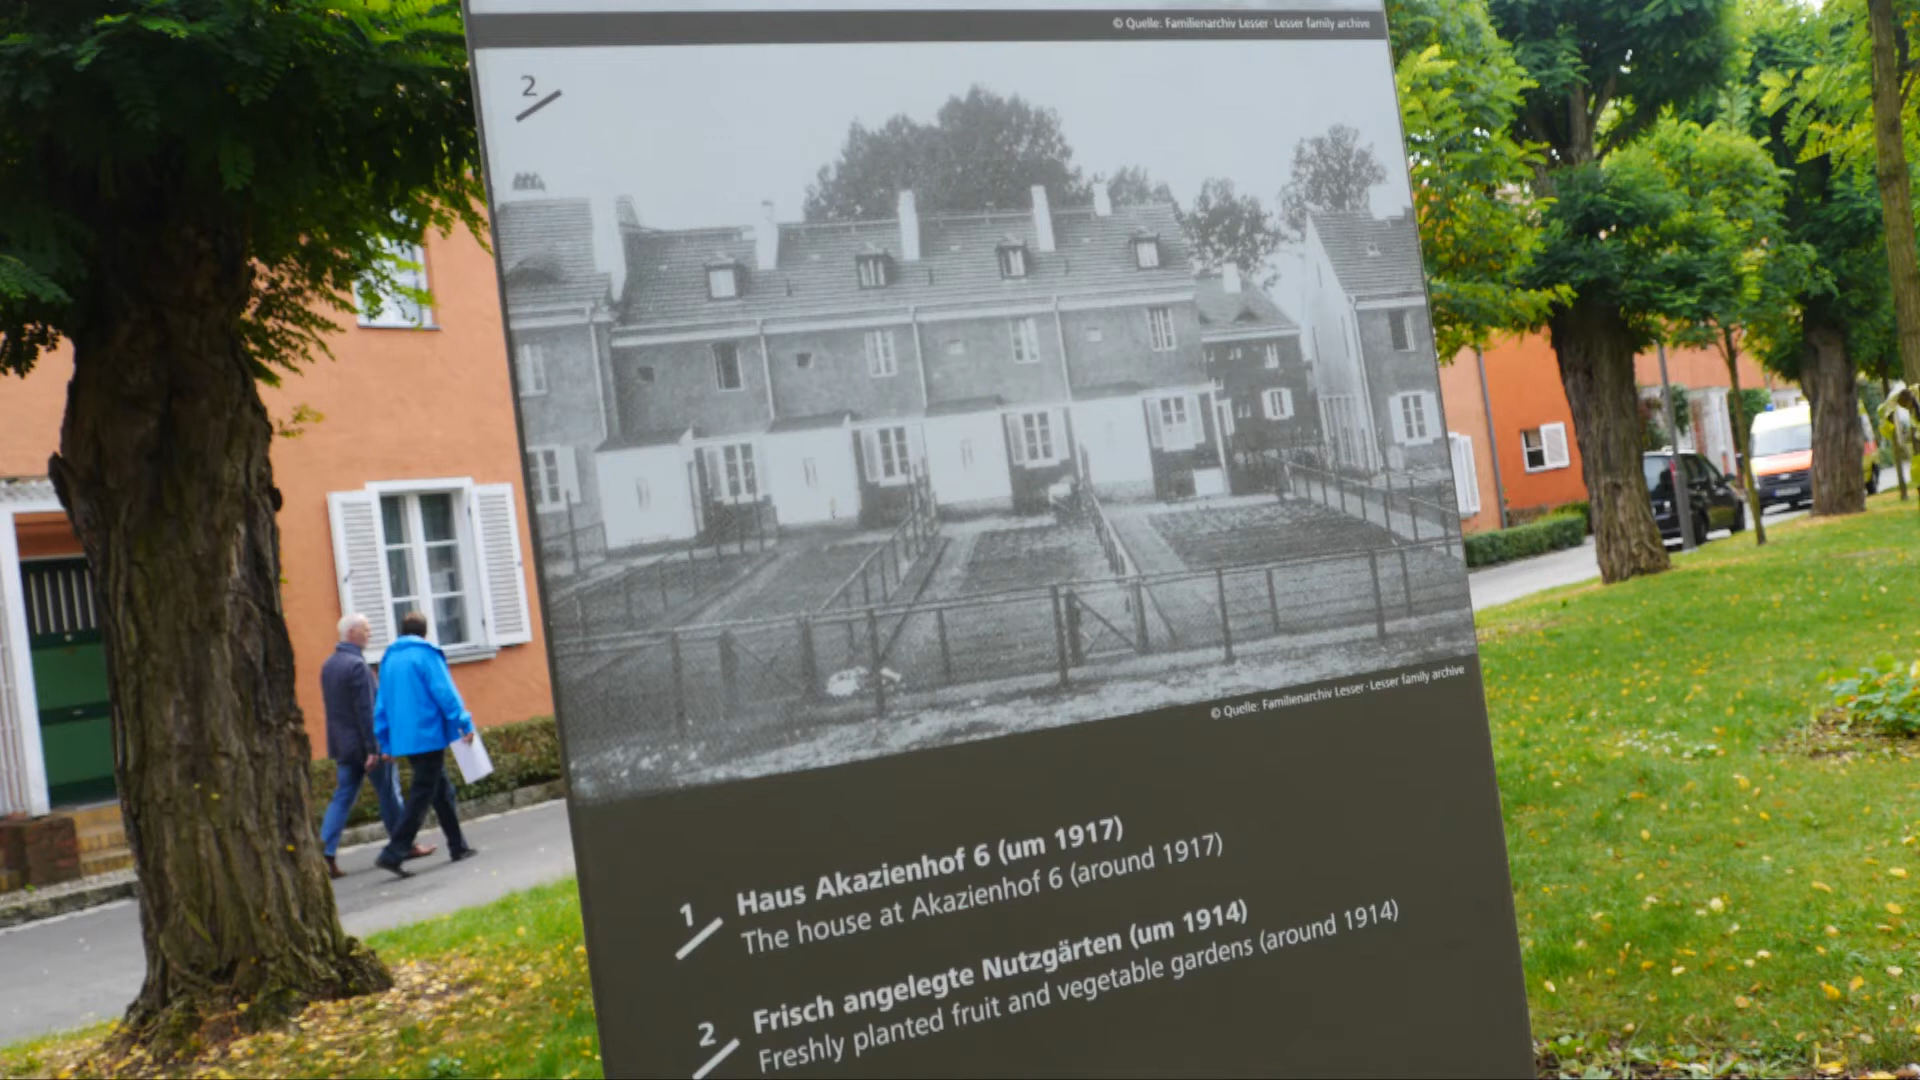 © Quelle: Familienarchiv Lesser · Lesser family archive
2
© Quelle: Familienarchiv Lesser · Lesser family archive
1 Haus Akazienhof 6 (um 1917)
The house at Akazienhof 6 (around 1917)
2 Frisch angelegte Nutzgärten (um 1914)
Freshly planted fruit and vegetable gardens (around 1914)